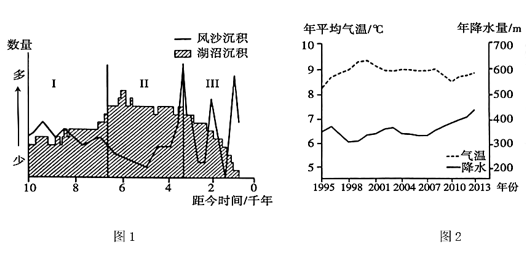 数量
风沙沉积
湖沼沉积
多
少
I
II
III
10
8
6
4
2
0
距今时间/千年
图1
年平均气温/℃
年降水量/m
10
9
8
7
6
5
700
600
500
400
300
200
气温
降水
1995
1998
2001
2004
2007
2010
2013
年份
图2